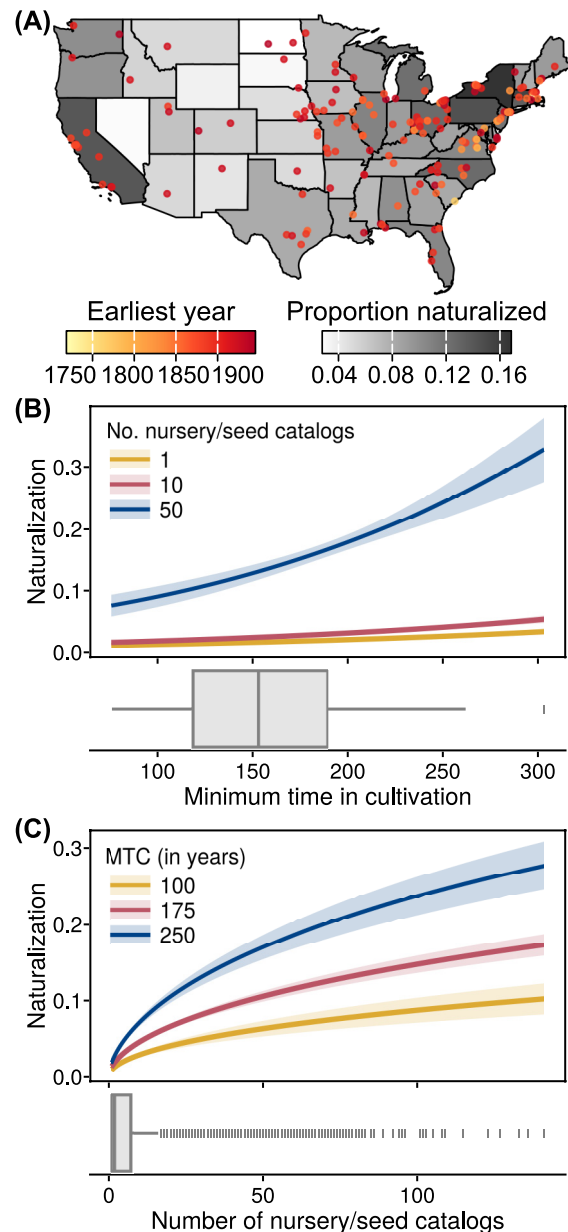 (A)
Earliest year
Proportion naturalized
1750 1800 1850 1900
0.04 0.08 0.12 0.16
(B)
No. nursery/seed catalogs
1
10
50
Naturalization
0.3
0.2
0.1
0.0
100 150 200 250 300
Minimum time in cultivation
(C)
MTC (in years)
100
175
250
Naturalization
0.3
0.2
0.1
0.0
0 50 100
Number of nursery/seed catalogs